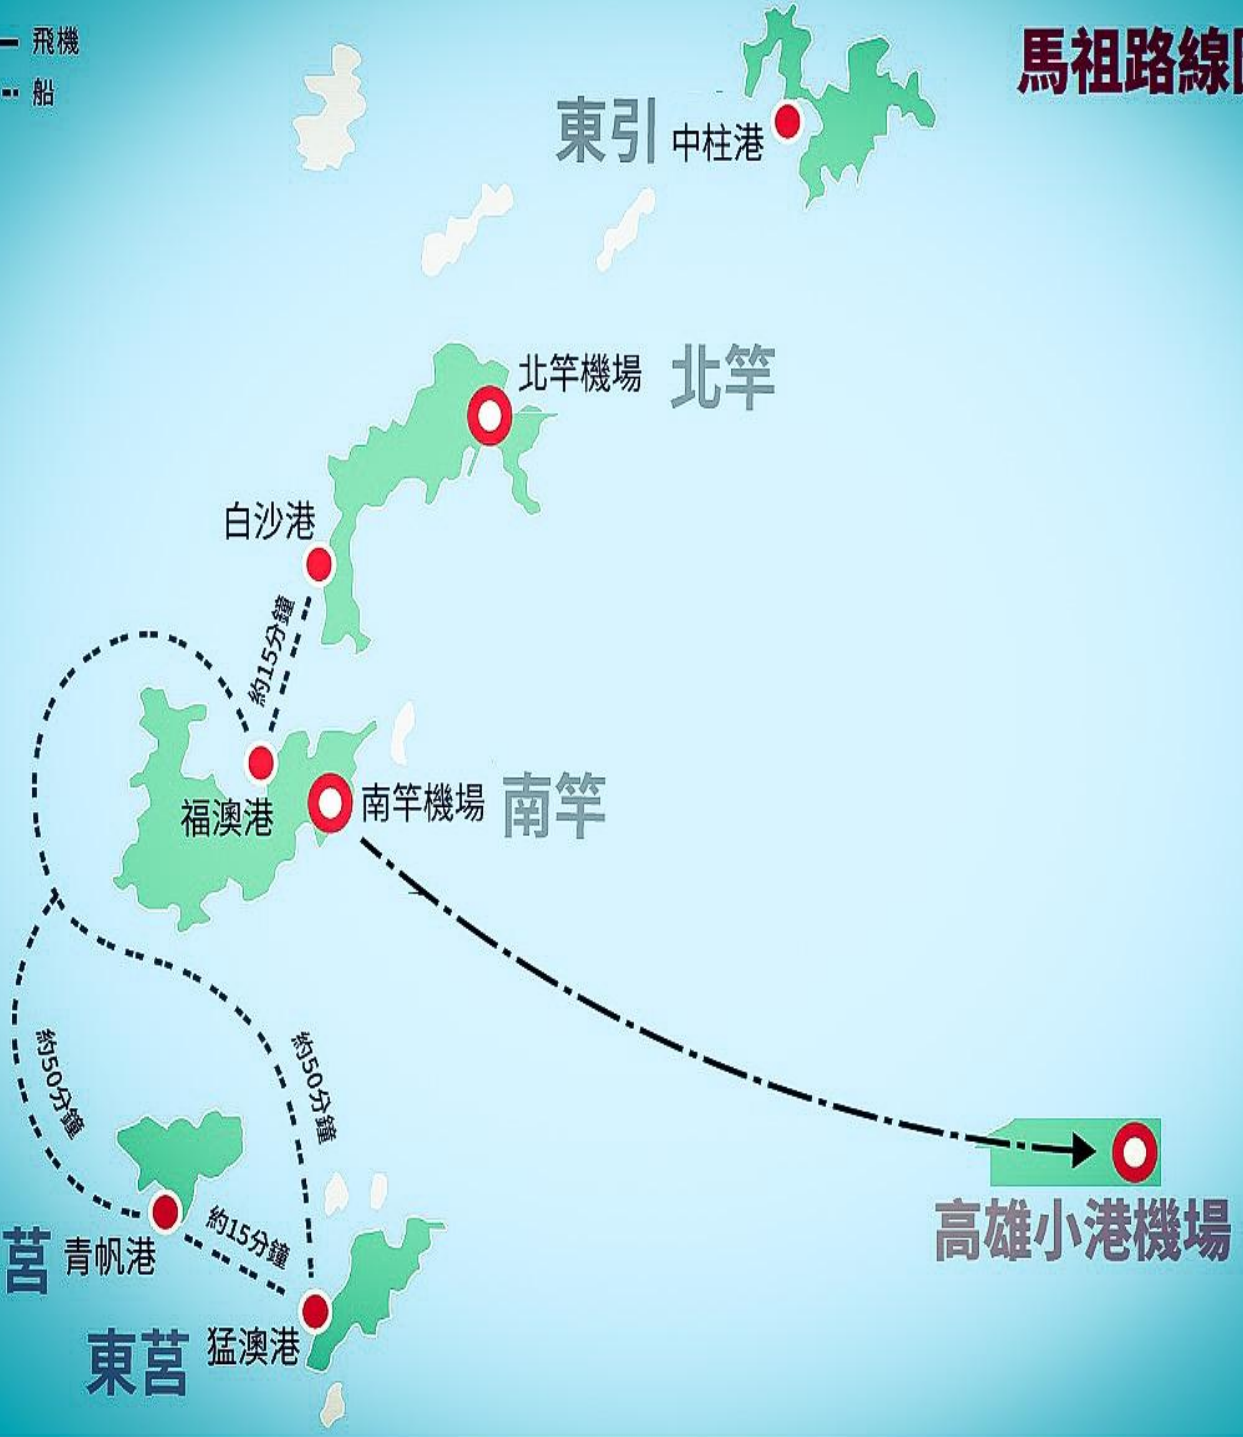 飛機
船
馬祖路線
東引
中柱港
北竿機場
北竿
白沙港
約15分鐘
福澳港
南竿機場
南竿
約50分鐘
約50分鐘
約15分鐘
莒
青帆港
東莒
猛澳港
高雄小港機場